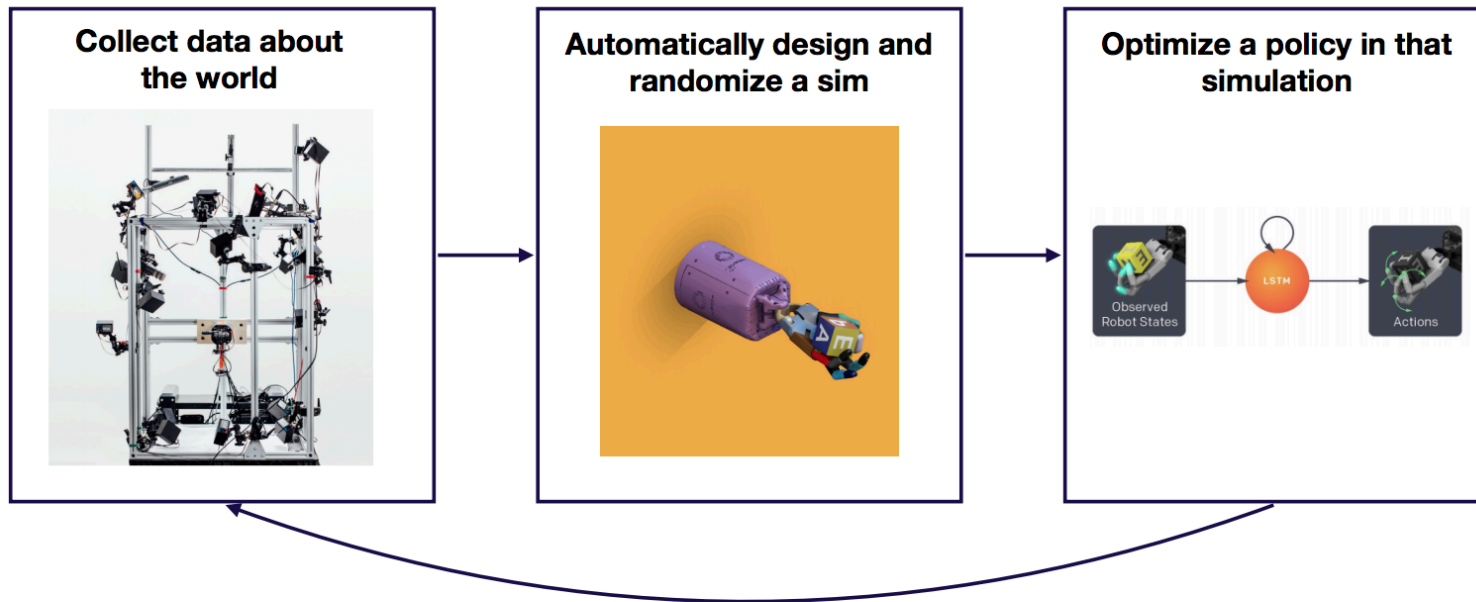 Collect data about
the world
Automatically design and
randomize a sim
Optimize a policy in that
simulation
A
E
E
Observed
Robot States
LSTM
Actions